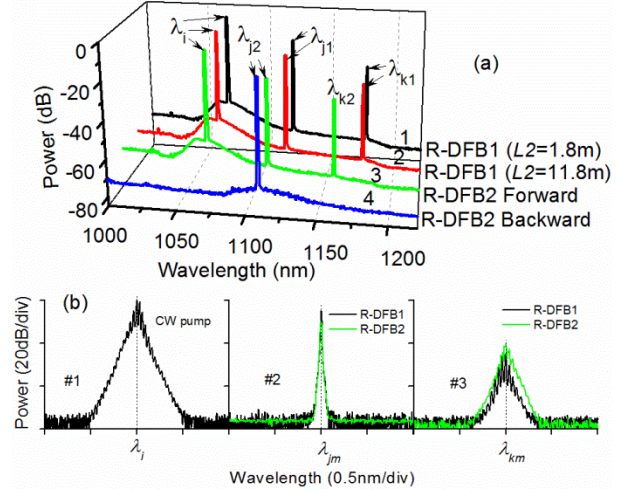 (a)
λi
λj2
λj1
λk2
λk1
Power (dB)
0
-20
-40
-60
-80
1
2
3
4
R-DFB1 (L2=1.8m)
R-DFB1 (L2=11.8m)
R-DFB2 Forward
R-DFB2 Backward
1000
1050
1100
1150
1200
Wavelength (nm)
(b)
Power (20dB/div)
CW pump
#1
R-DFB1
R-DFB2
#2
R-DFB1
R-DFB2
#3
λi
λjm
λkm
Wavelength (0.5nm/div)